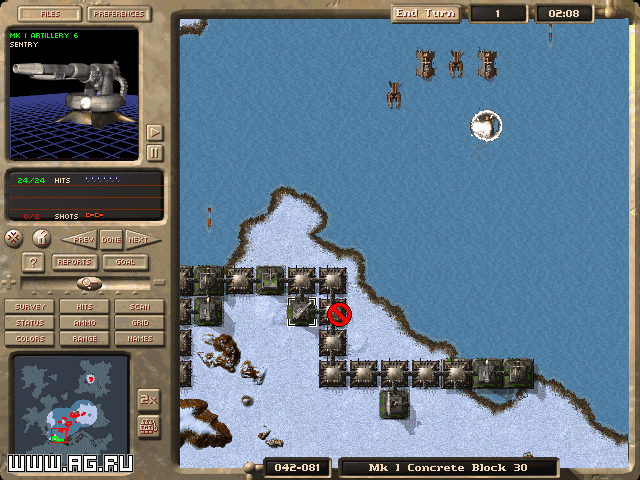 FILES
PREFERENCES
End Turn
1
02:08
MK I ARTILLERY 6
SENTRY
24/24 HITS
0/2 SHOTS
PREV
DONE
NEXT
?
REPORTS
GOAL
SURVEY
HITS
SCAN
STATUS
AMMO
GRID
COLORS
RANGE
NAMES
2x
WWW.AG.RU
042-081
Mk I Concrete Block 30